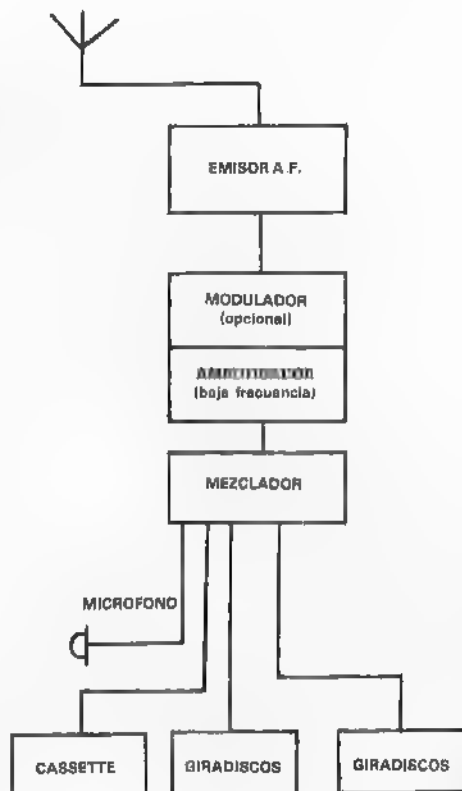 EMISOR A.F.
MODULADOR
(opcional)
(baja frecuencia)
MEZCLADOR
MICROFONO
CASSETTE
GIRADISCOS
GIRADISCOS